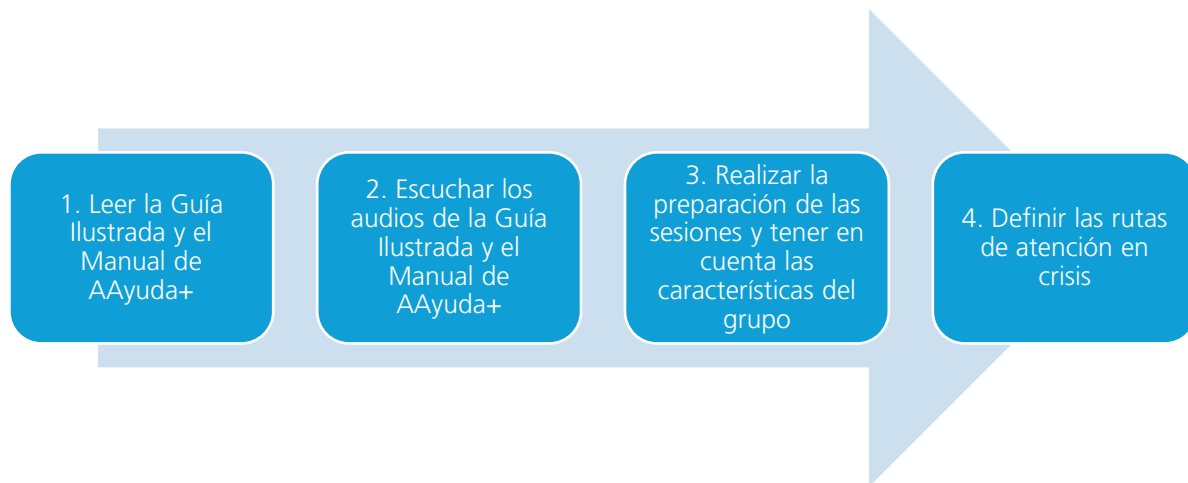 1. Leer la Guía
Ilustrada y el
Manual de
AAyuda+
2. Escuchar los
audios de la Guía
Ilustrada y el
Manual de
AAyuda+
3. Realizar la
preparación de las
sesiones y tener en
cuenta las
características del
grupo
4. Definir las rutas
de atención en
crisis